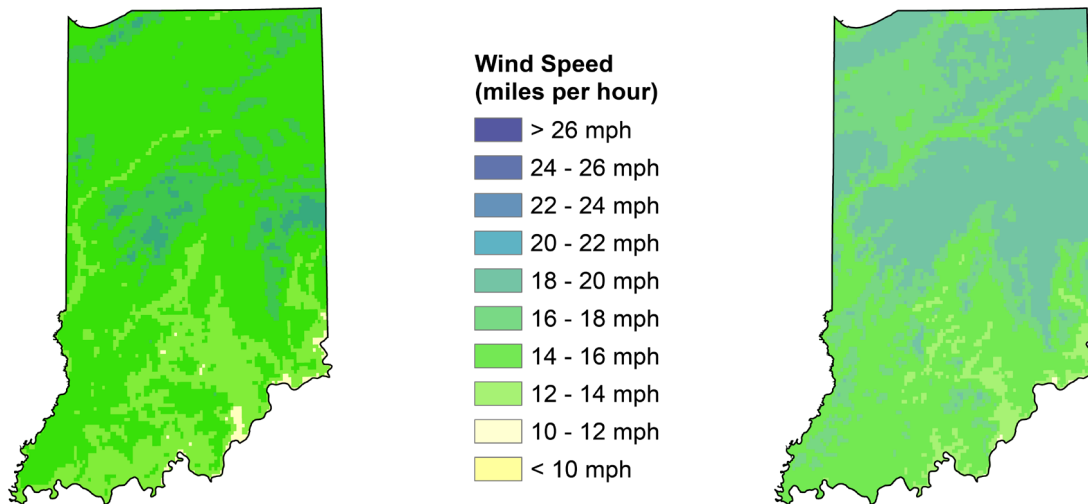 Wind Speed
(miles per hour)
> 26 mph
24 - 26 mph
22 - 24 mph
20 - 22 mph
18 - 20 mph
16 - 18 mph
14 - 16 mph
12 - 14 mph
10 - 12 mph
< 10 mph